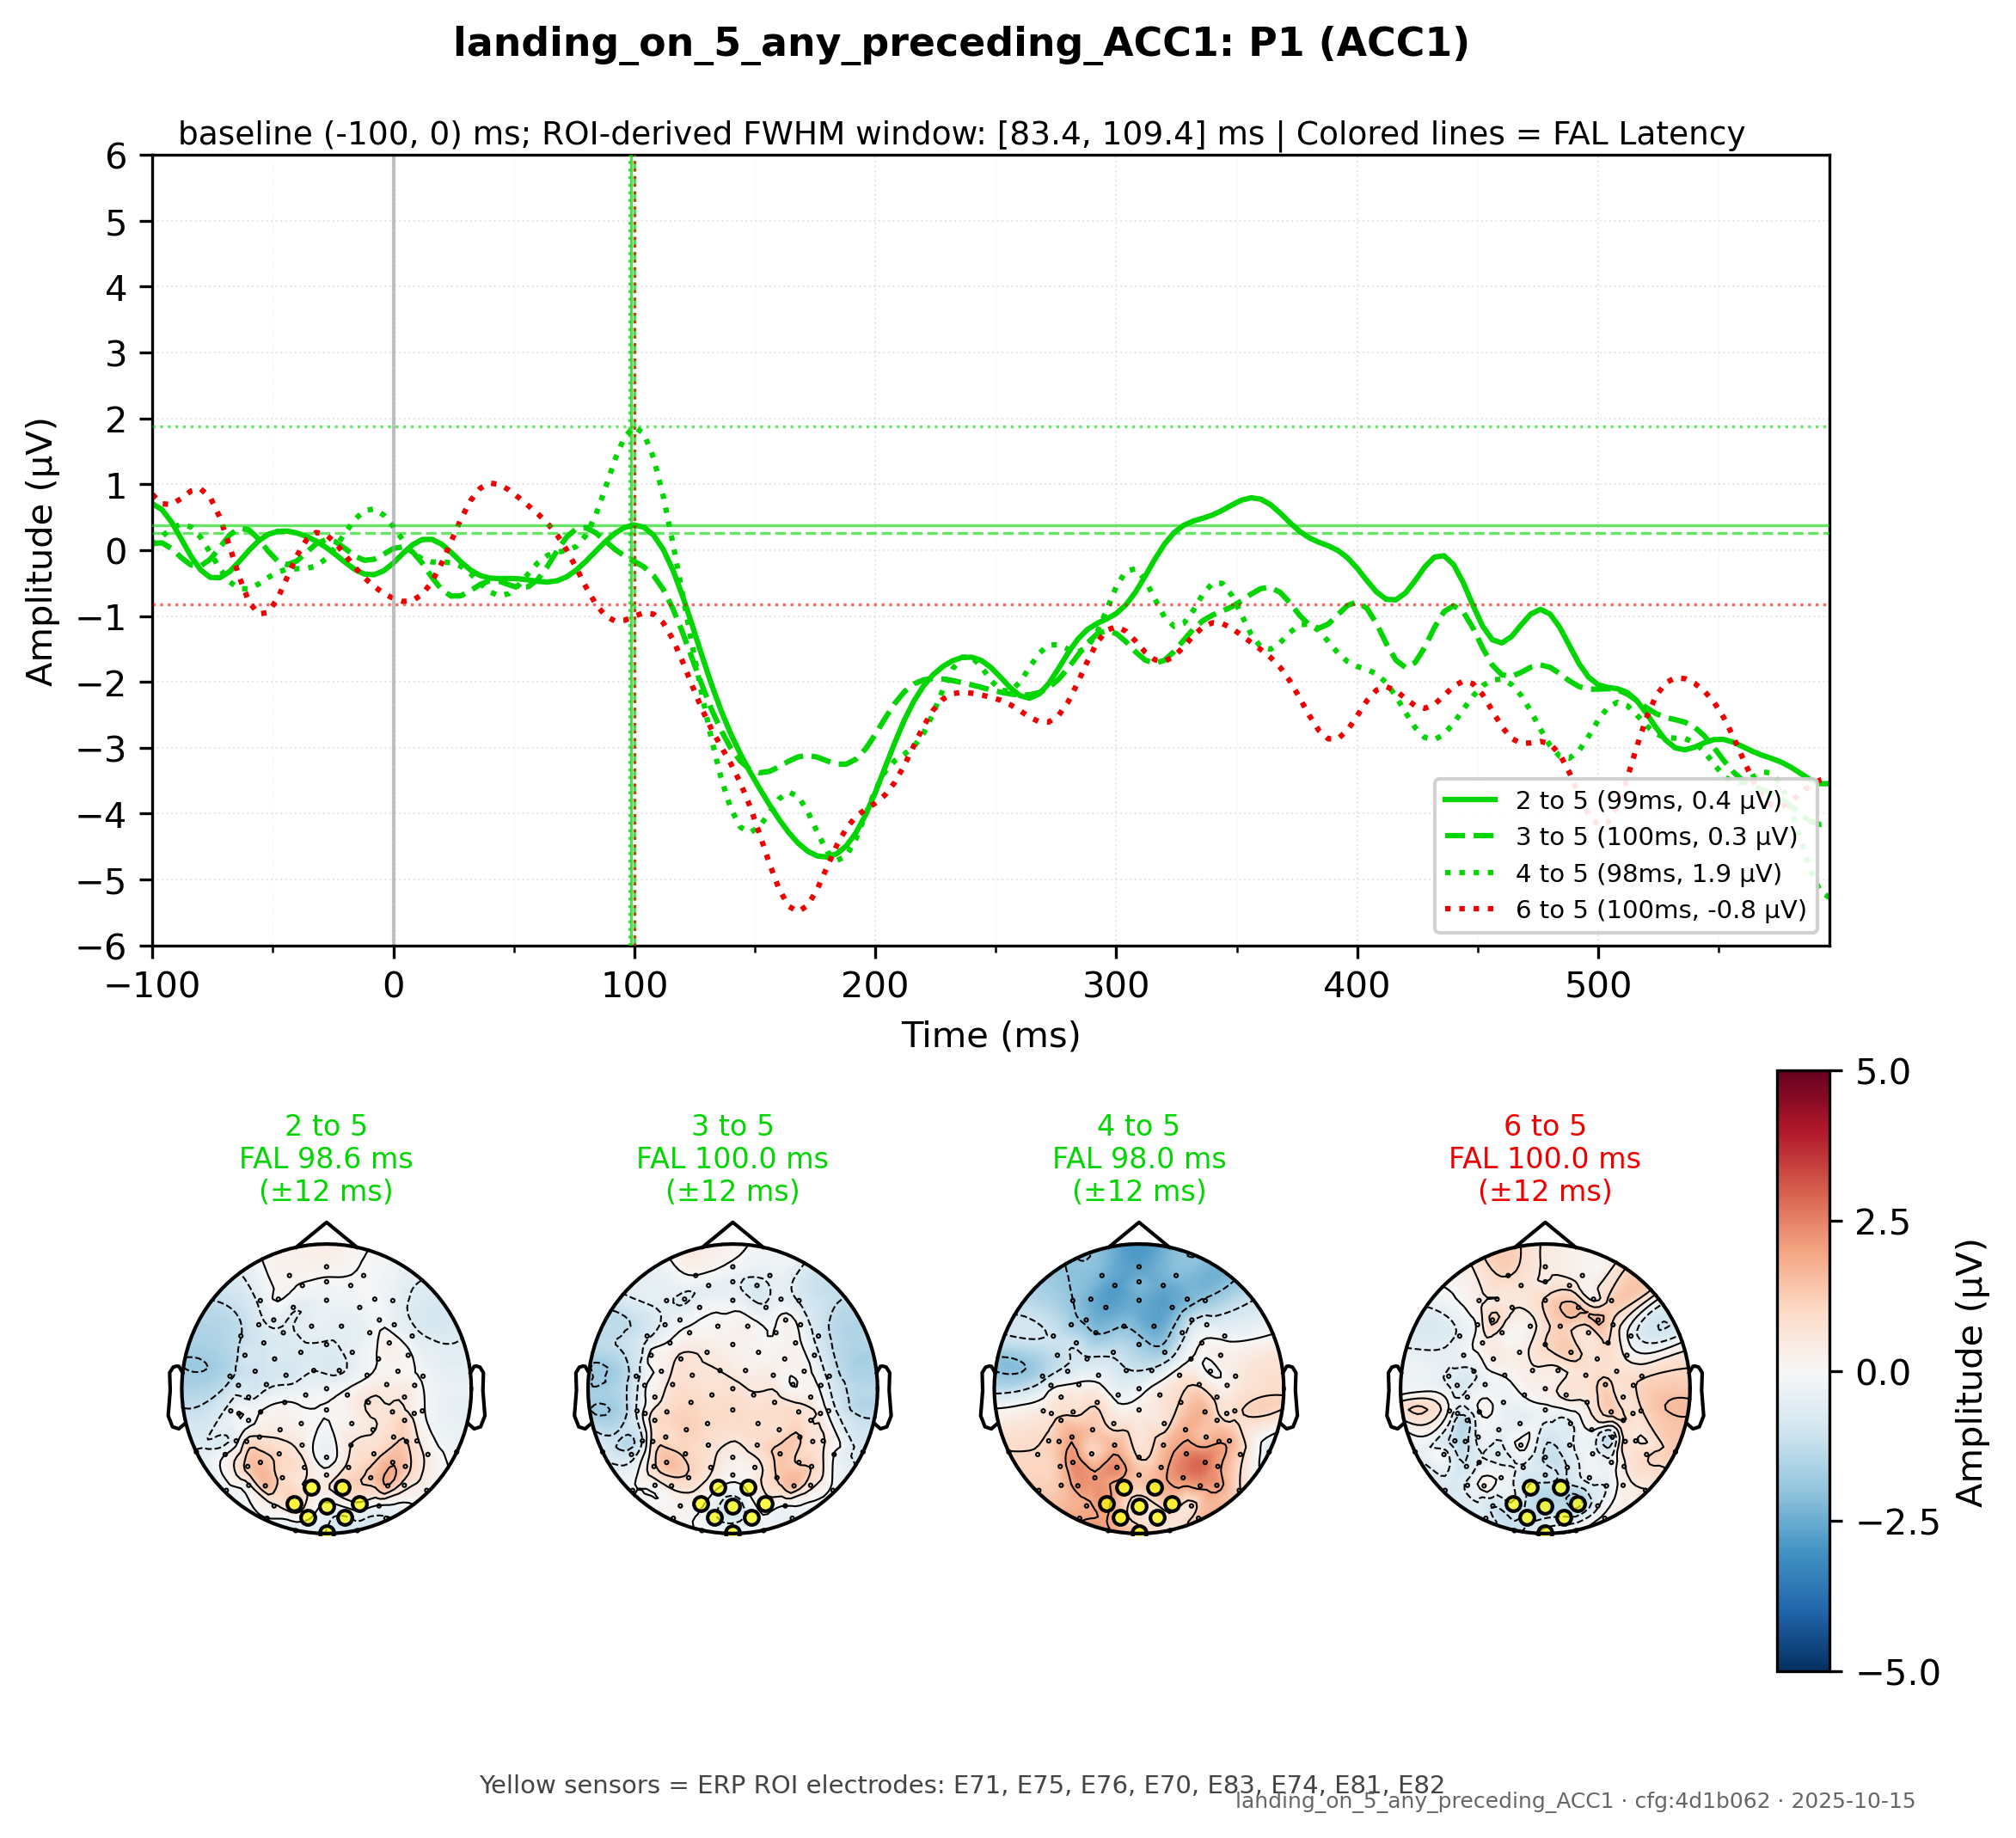 landing_on_5_any_preceding_ACC1: P1 (ACC1)
baseline (-100, 0) ms; ROI-derived FWHM window: [83.4, 109.4] ms | Colored lines = FAL Latency
6
5
4
3
2
1
0
−1
−2
−3
−4
−5
−6
Amplitude (µV)
2 to 5 (99ms, 0.4 µV)
3 to 5 (100ms, 0.3 µV)
4 to 5 (98ms, 1.9 µV)
6 to 5 (100ms, -0.8 µV)
−100
0
100
200
300
400
500
Time (ms)
2 to 5
FAL 98.6 ms
(±12 ms)
3 to 5
FAL 100.0 ms
(±12 ms)
4 to 5
FAL 98.0 ms
(±12 ms)
6 to 5
FAL 100.0 ms
(±12 ms)
5.0
2.5
0.0
−2.5
−5.0
Amplitude (µV)
Yellow sensors = ERP ROI electrodes: E71, E75, E76, E70, E83, E74, E81, E82
landing_on_5_any_preceding_ACC1 · cfg:4d1b062 · 2025-10-15